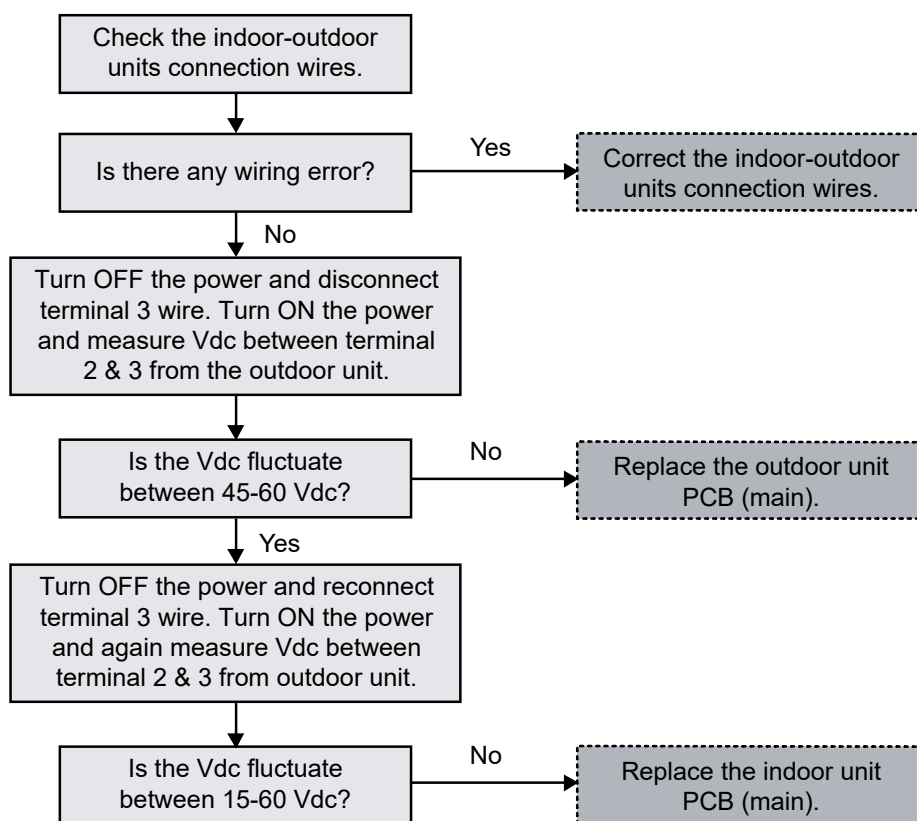 Check the indoor-outdoor
units connection wires.
Is there any wiring error?
Yes
Correct the indoor-outdoor
units connection wires.
No
Turn OFF the power and disconnect
terminal 3 wire. Turn ON the power
and measure Vdc between terminal
2 & 3 from the outdoor unit.
Is the Vdc fluctuate
between 45-60 Vdc?
No
Replace the outdoor unit
PCB (main).
Yes
Turn OFF the power and reconnect
terminal 3 wire. Turn ON the power
and again measure Vdc between
terminal 2 & 3 from outdoor unit.
Is the Vdc fluctuate
between 15-60 Vdc?
No
Replace the indoor unit
PCB (main).